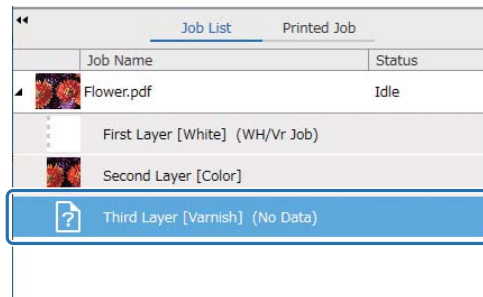 Job List Printed Job
Job Name Status
Flower.pdf Idle
First Layer [White] (WH/Vr Job)
Second Layer [Color]
Third Layer [Varnish] (No Data)